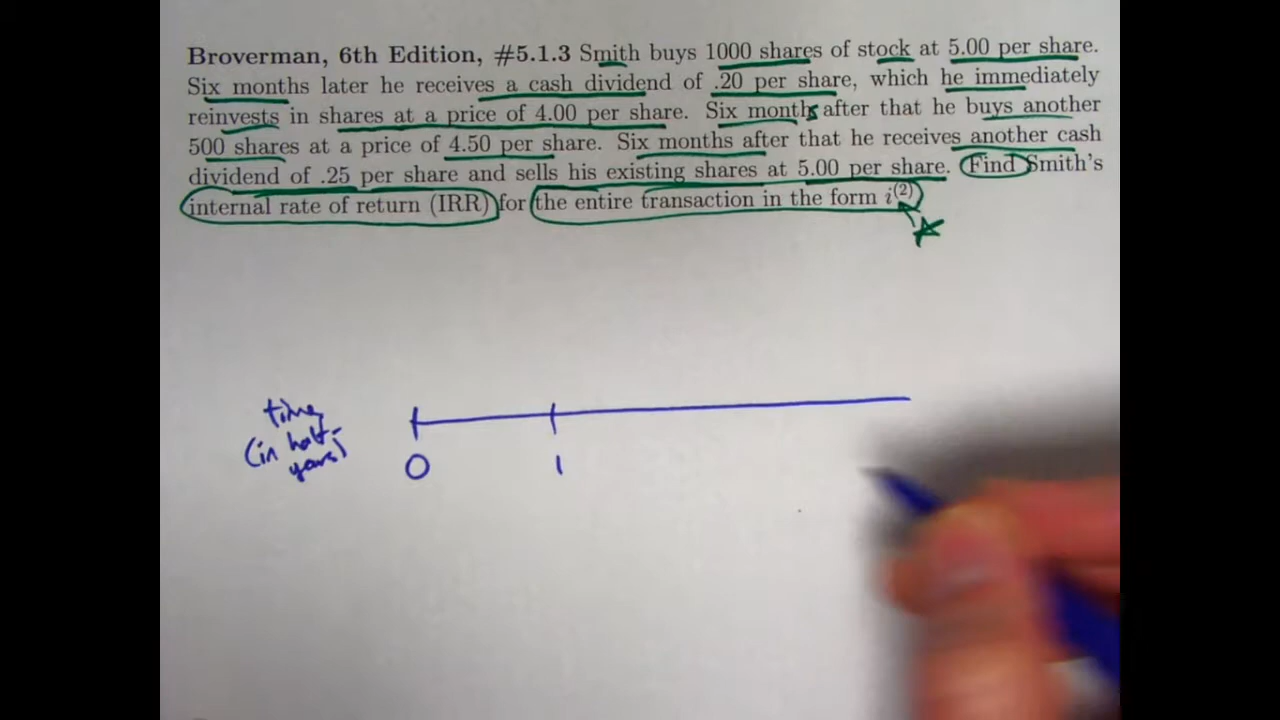 Broverman, 6th Edition, #5.1.3 Smith buys 1000 shares of stock at 5.00 per share.
Six months later he receives a cash dividend of .20 per share, which he immediately
reinvests in shares at a price of 4.00 per share. Six months after that he buys another
500 shares at a price of 4.50 per share. Six months after that he receives another cash
dividend of .25 per share and sells his existing shares at 5.00 per share. Find Smith's
internal rate of return (IRR) for the entire transaction in the form i⁽²⁾.
time
(in half-
years)
0 1